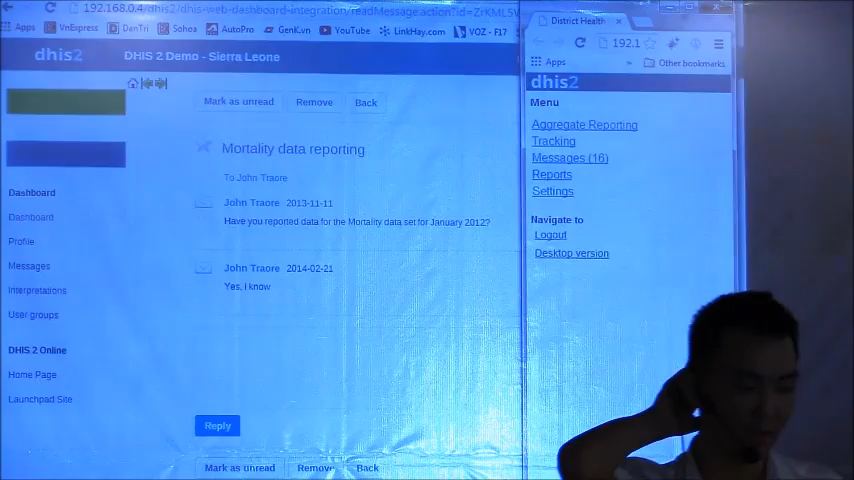 192.168.0.4/dhis2/dhis-web-dashboard-integration/readMessage.action?id=ZrKML5V
Apps VnExpress DanTri Sohoa AutoPro GenK.vn YouTube LinkHay.com VOZ - F17
dhis2 DHIS 2 Demo - Sierra Leone
Mark as unread Remove Back
Mortality data reporting
To John Traore
John Traore 2013-11-11
Have you reported data for the Mortality data set for January 2012?
John Traore 2014-02-21
Yes, i know
Reply
Mark as unread Remove Back
Dashboard
Dashboard
Profile
Messages
Interpretations
User groups
DHIS 2 Online
Home Page
Launchpad Site
District Health
192.1
Apps » Other bookmarks
dhis2
Menu
Aggregate Reporting
Tracking
Messages (16)
Reports
Settings
Navigate to
Logout
Desktop version